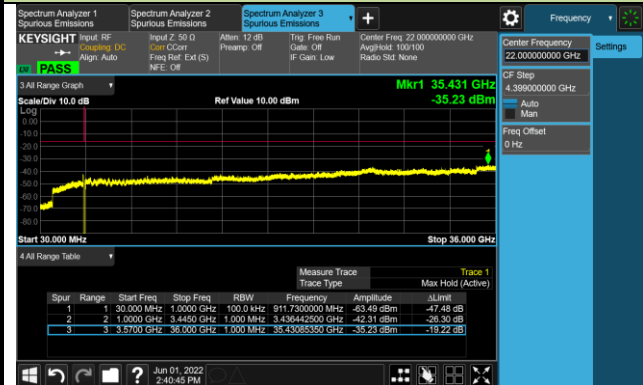 Spectrum Analyzer 1
Spurious Emissions
Spectrum Analyzer 2
Spurious Emissions
Spectrum Analyzer 3
Spurious Emissions
Frequency
KEYSIGHT
Input: RF
Coupling: DC
Align: Auto
Input Z: 50 Ω
Corr CCorr
Freq Ref: Ext (S)
NFE: Off
Atten: 12 dB
Preamp: Off
Trig: Free Run
Gate: Off
IF Gain: Low
Center Freq: 22.000000000 GHz
Avg|Hold: 100/100
Radio Std: None
PASS
3 All Range Graph
Mkr1 35.431 GHz
Scale/Div 10.0 dB
Ref Value 10.00 dBm
-35.23 dBm
Log
0.00
-10.0
-20.0
-30.0
-40.0
-50.0
-60.0
-70.0
-80.0
1
Start 30.000 MHz
Stop 36.000 GHz
4 All Range Table
Measure Trace Trace 1
Trace Type Max Hold (Active)
Spur Range Start Freq Stop Freq RBW Frequency Amplitude ΔLimit
1 1 30.000 MHz 1.0000 GHz 100.0 kHz 911.7300000 MHz -63.49 dBm -47.48 dB
2 2 1.0000 GHz 3.4450 GHz 1.000 MHz 3.436442500 GHz -42.31 dBm -26.30 dB
3 3 3.5700 GHz 36.000 GHz 1.000 MHz 35.43085350 GHz -35.23 dBm -19.22 dB
Jun 01, 2022
2:40:45 PM
Center Frequency
22.000000000 GHz
Settings
CF Step
4.399000000 GHz
Auto
Man
Freq Offset
0 Hz